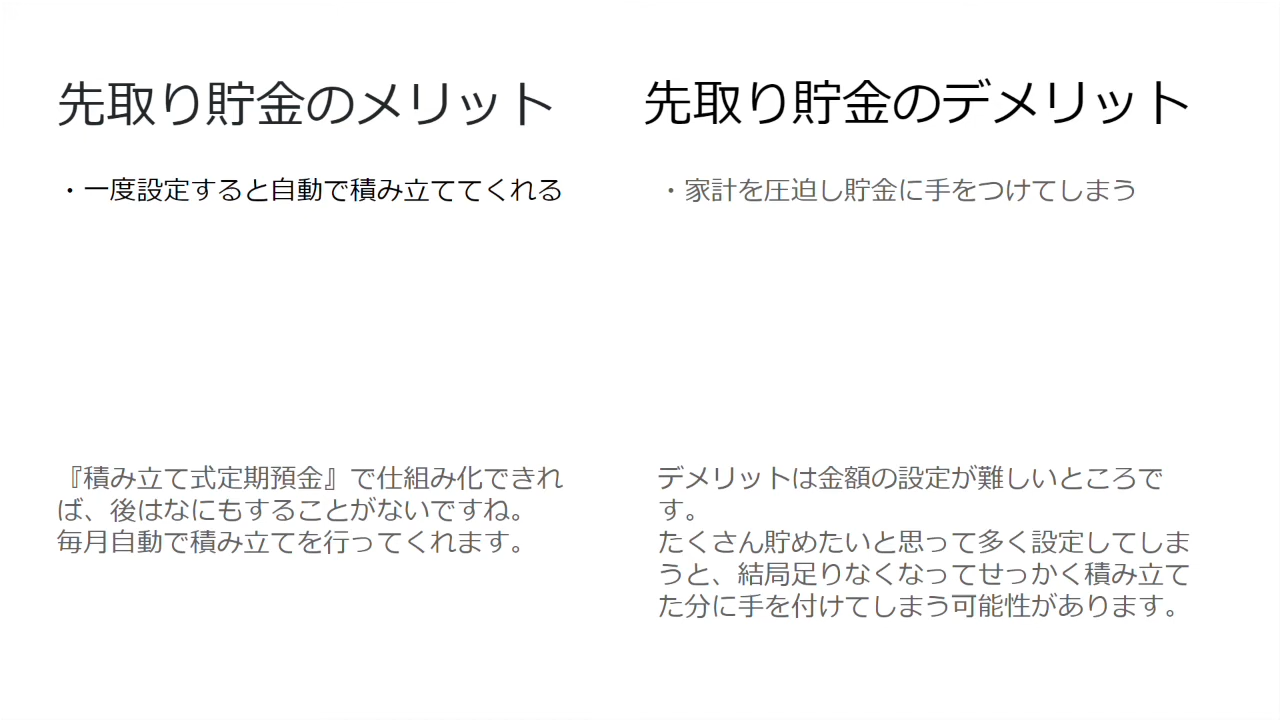 先取り貯金のメリット
・一度設定すると自動で積み立ててくれる
『積み立て式定期預金』で仕組み化できれ
ば、後はなにもすることがないですね。
毎月自動で積み立てを行ってくれます。
先取り貯金のデメリット
・家計を圧迫し貯金に手をつけてしまう
デメリットは金額の設定が難しいところで
す。
たくさん貯めたいと思って多く設定してしま
うと、結局足りなくなってせっかく積み立て
た分に手を付けてしまう可能性があります。